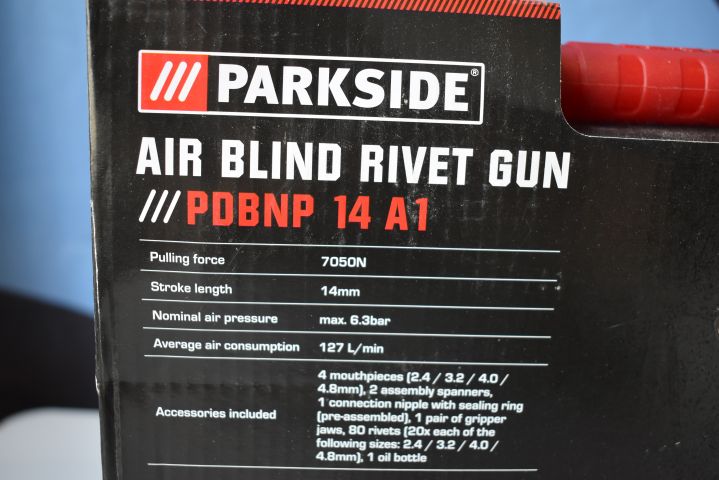 PARKSIDE®
AIR BLIND RIVET GUN
///PDBNP 14 A1
Pulling force 7050N
Stroke length 14mm
Nominal air pressure max. 6.3bar
Average air consumption 127 L/min
Accessories included
4 mouthpieces (2.4 / 3.2 / 4.0 /
4.8mm), 2 assembly spanners,
1 connection nipple with sealing ring
(pre-assembled), 1 pair of gripper
jaws, 80 rivets (20x each of the
following sizes: 2.4 / 3.2 / 4.0 /
4.8mm), 1 oil bottle